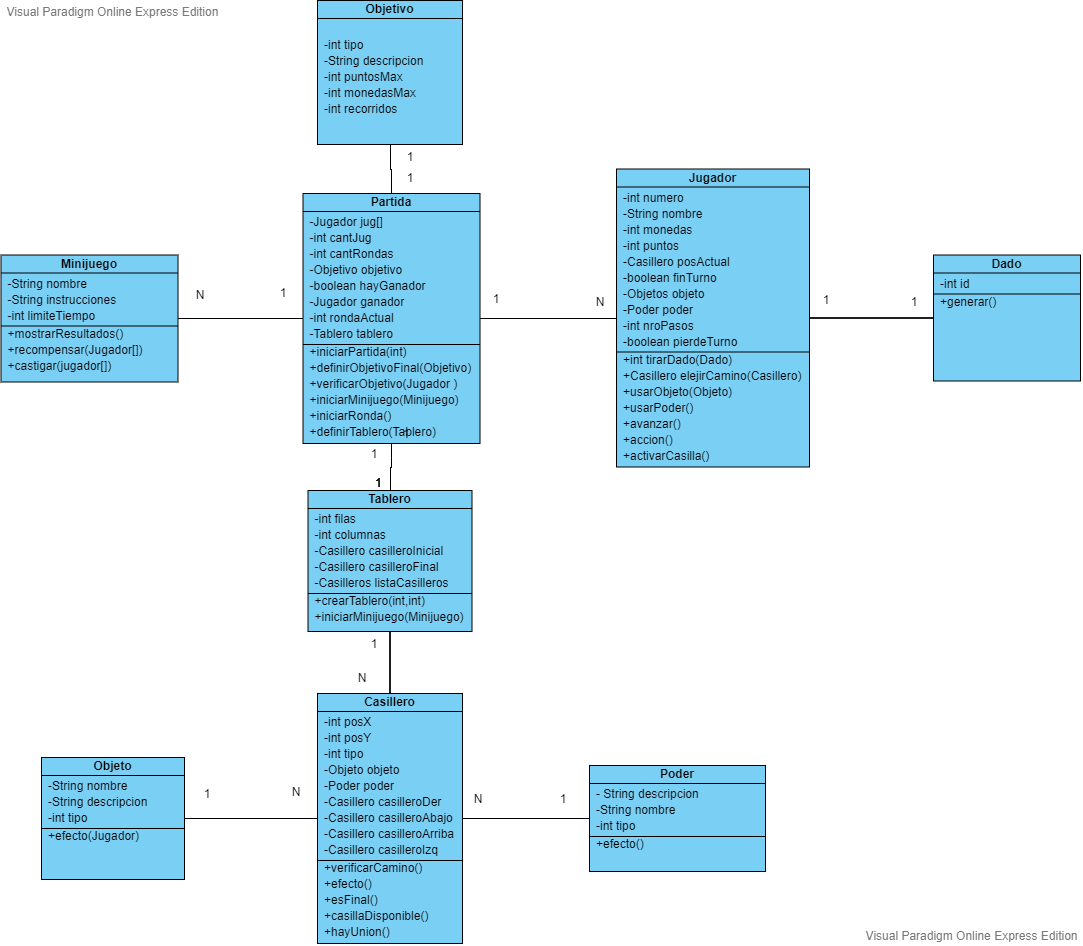 Visual Paradigm Online Express Edition
Objetivo
-int tipo
-String descripcion
-int puntosMax
-int monedasMax
-int recorridos
1
1
Partida
-Jugador jug[]
-int cantJug
-int cantRondas
-Objetivo objetivo
-boolean hayGanador
-Jugador ganador
-int rondaActual
-Tablero tablero
+iniciarPartida(int)
+definirObjetivoFinal(Objetivo)
+verificarObjetivo(Jugador )
+iniciarMinijuego(Minijuego)
+iniciarRonda()
+definirTablero(Tablero)
Minijuego
-String nombre
-String instrucciones
-int limiteTiempo
+mostrarResultados()
+recompensar(Jugador[])
+castigar(jugador[])
N
1
1
N
Jugador
-int numero
-String nombre
-int monedas
-int puntos
-Casillero posActual
-boolean finTurno
-Objetos objeto
-Poder poder
-int nroPasos
-boolean pierdeTurno
+int tirarDado(Dado)
+Casillero elejirCamino(Casillero)
+usarObjeto(Objeto)
+usarPoder()
+avanzar()
+accion()
+activarCasilla()
1
1
Dado
-int id
+generar()
1
1
Tablero
-int filas
-int columnas
-Casillero casilleroInicial
-Casillero casilleroFinal
-Casilleros listaCasilleros
+crearTablero(int,int)
+iniciarMinijuego(Minijuego)
1
N
Casillero
-int posX
-int posY
-int tipo
-Objeto objeto
-Poder poder
-Casillero casilleroDer
-Casillero casilleroAbajo
-Casillero casilleroArriba
-Casillero casilleroIzq
+verificarCamino()
+efecto()
+esFinal()
+casillaDisponible()
+hayUnion()
Objeto
-String nombre
-String descripcion
-int tipo
+efecto(Jugador)
1
N
N
1
Poder
- String descripcion
-String nombre
-int tipo
+efecto()
Visual Paradigm Online Express Edition